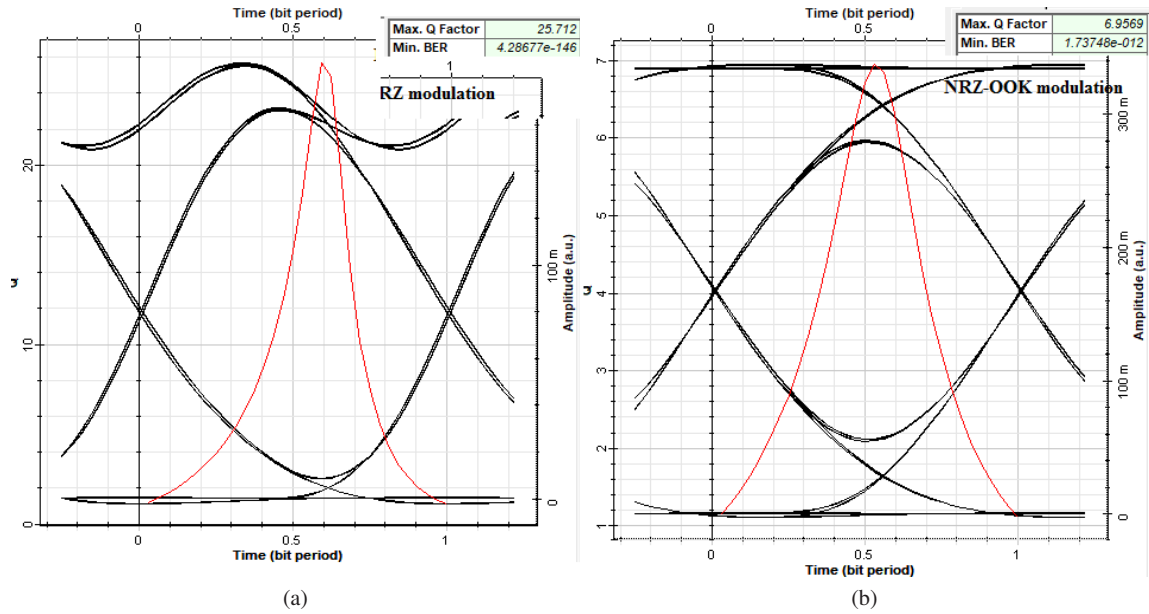 Time (bit period)
0 0.5
Max. Q Factor 25.712
Min. BER 4.28677e-146
1
RZ modulation
20
10
0
Q
100 m
0
Amplitude (a.u.)
0 0.5 1
Time (bit period)
(a)
Time (bit period)
0 0.5
Max. Q Factor 6.9569
Min. BER 1.73748e-012
NRZ-OOK modulation
7
6
5
4
3
2
1
Q
300 m
200 m
100 m
0
Amplitude (a.u.)
0 0.5 1
Time (bit period)
(b)